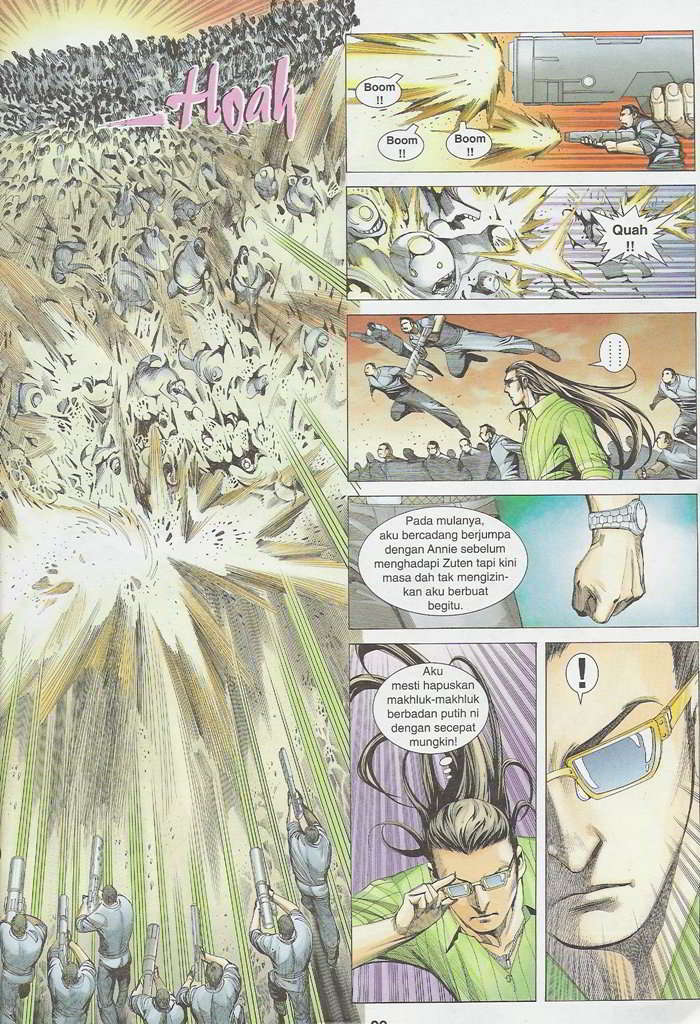 Hoah
Boom
!!
Boom
!!
Boom
!!
Quah
!!
Pada mulanya,
aku bercadang berjumpa
dengan Annie sebelum
menghadapi Zuten tapi kini
masa dah tak mengizin-
kan aku berbuat
begitu.
Aku
mesti hapuskan
makhluk-makhluk
berbadan putih ni
dengan secepat
mungkin!
!